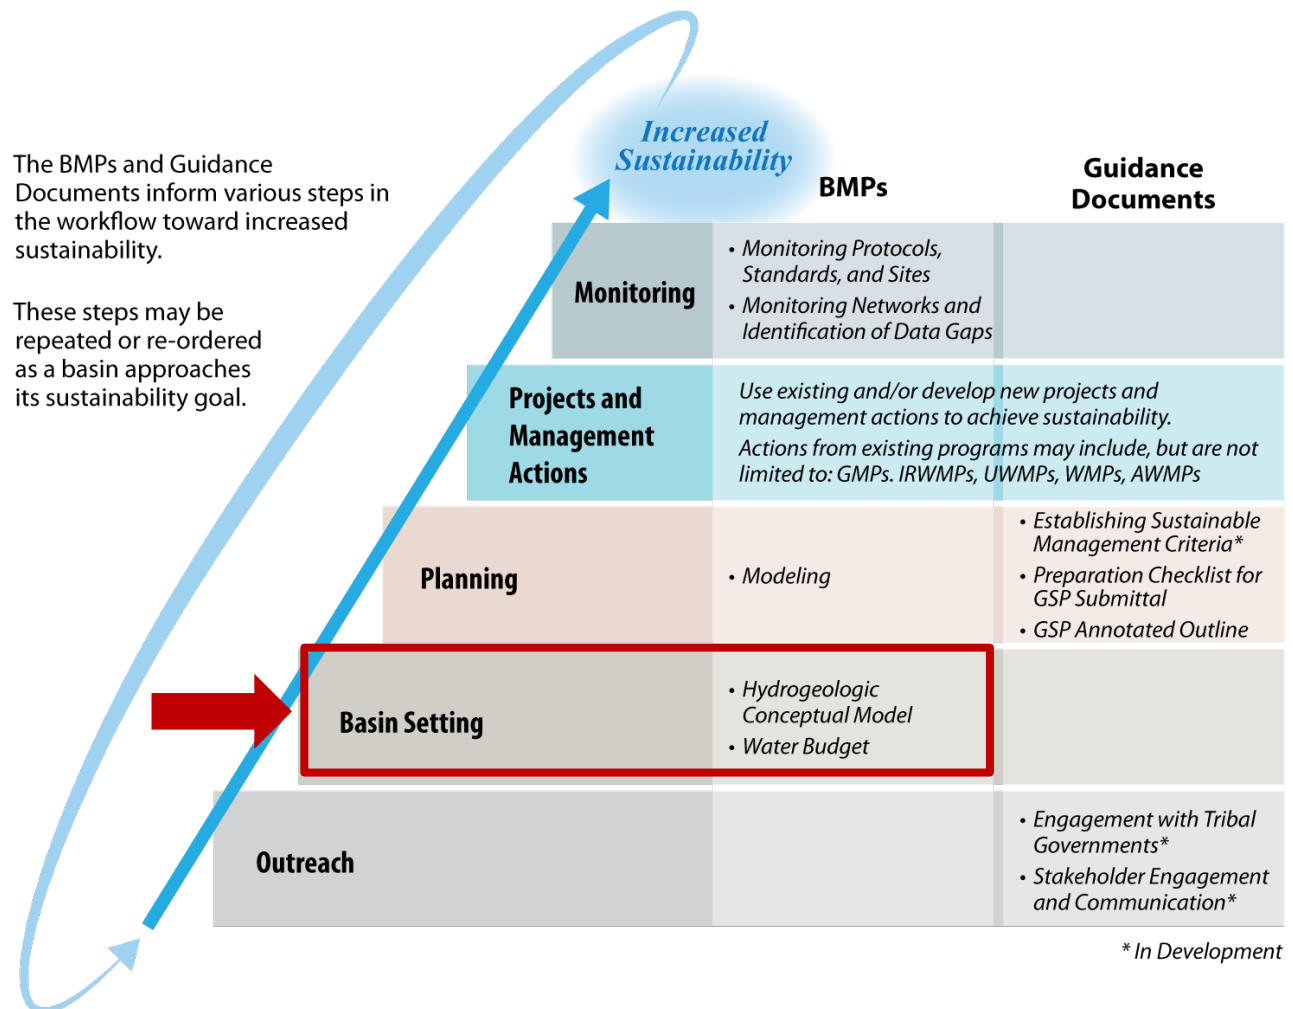 Increased
Sustainability
The BMPs and Guidance
Documents inform various steps in
the workflow toward increased
sustainability.
These steps may be
repeated or re-ordered
as a basin approaches
its sustainability goal.
BMPs
Guidance
Documents
Monitoring
• Monitoring Protocols,
Standards, and Sites
• Monitoring Networks and
Identification of Data Gaps
Projects and
Management
Actions
Use existing and/or develop new projects and
management actions to achieve sustainability.
Actions from existing programs may include, but are not
limited to: GMPs. IRWMPs, UWMPs, WMPs, AWMPs
Planning
• Modeling
• Establishing Sustainable
Management Criteria*
• Preparation Checklist for
GSP Submittal
• GSP Annotated Outline
Basin Setting
• Hydrogeologic
Conceptual Model
• Water Budget
Outreach
• Engagement with Tribal
Governments*
• Stakeholder Engagement
and Communication*
* In Development